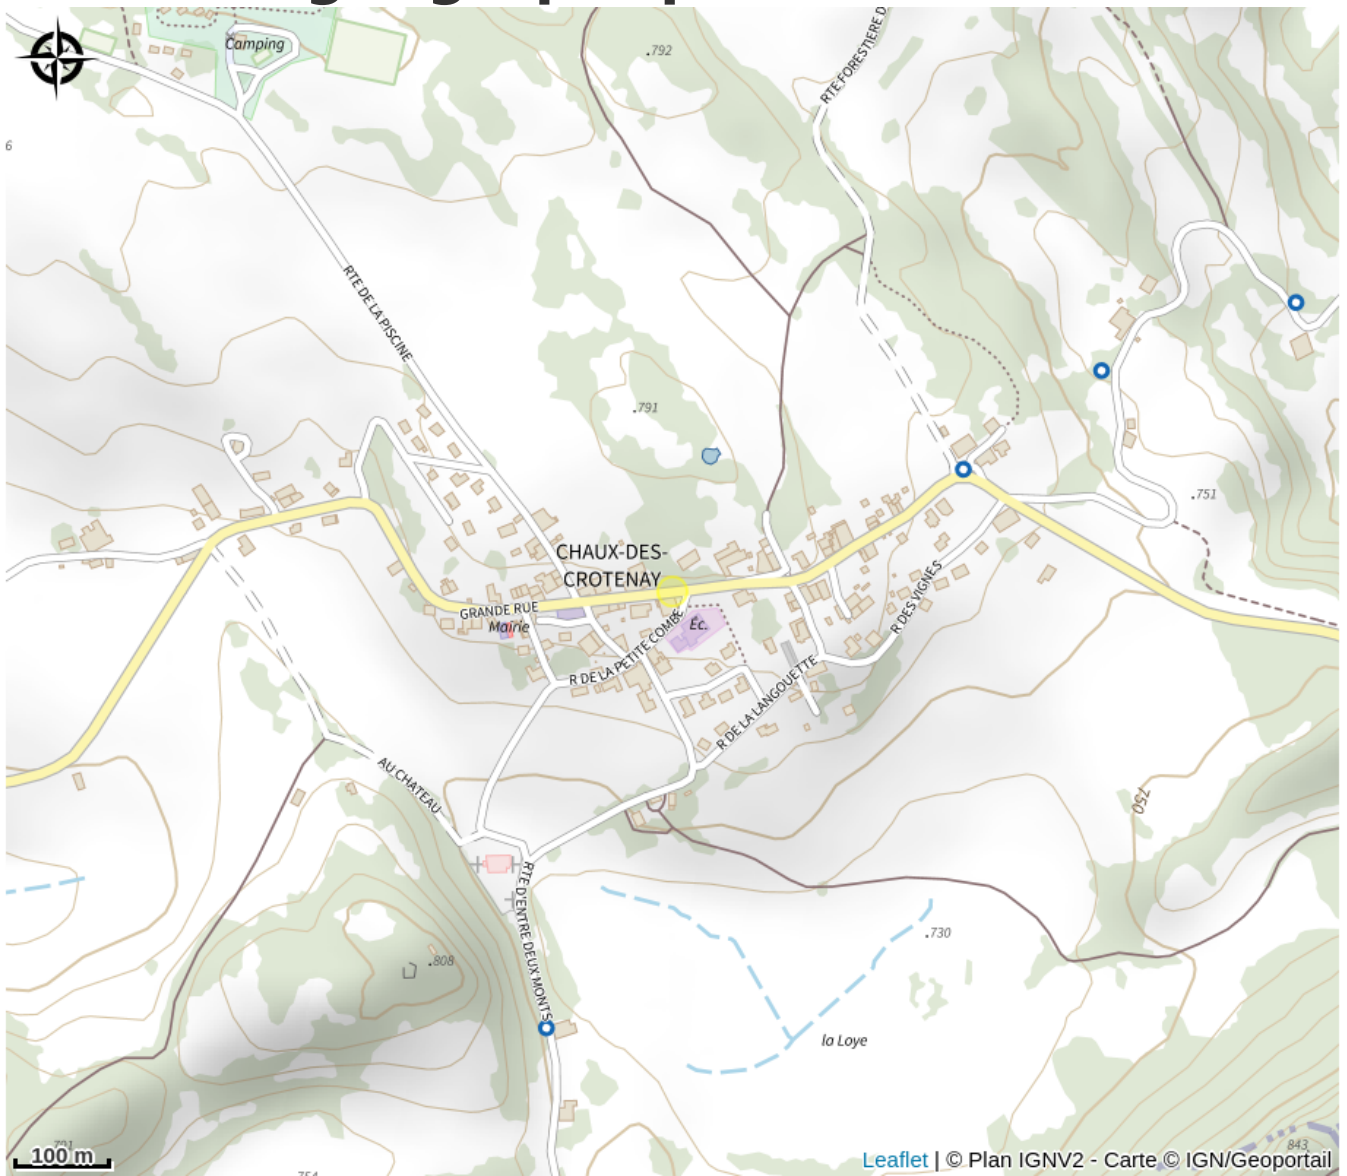 Camping
.792
RTE FORESTIERE D
6
RTE DE LA PISCINE
.791
.751
CHAUX-DES-
CROTENAY
GRANDE RUE
Mairie
Éc.
R DE LA PETITE COMBE
R DES VIGNES
R DE LA LANGOUETTE
AU CHATEAU
750
RTE D'ENTRE DEUX MONTS
.808
.730
la Loye
100 m
843
Leaflet | © Plan IGNV2 - Carte © IGN/Geoportail